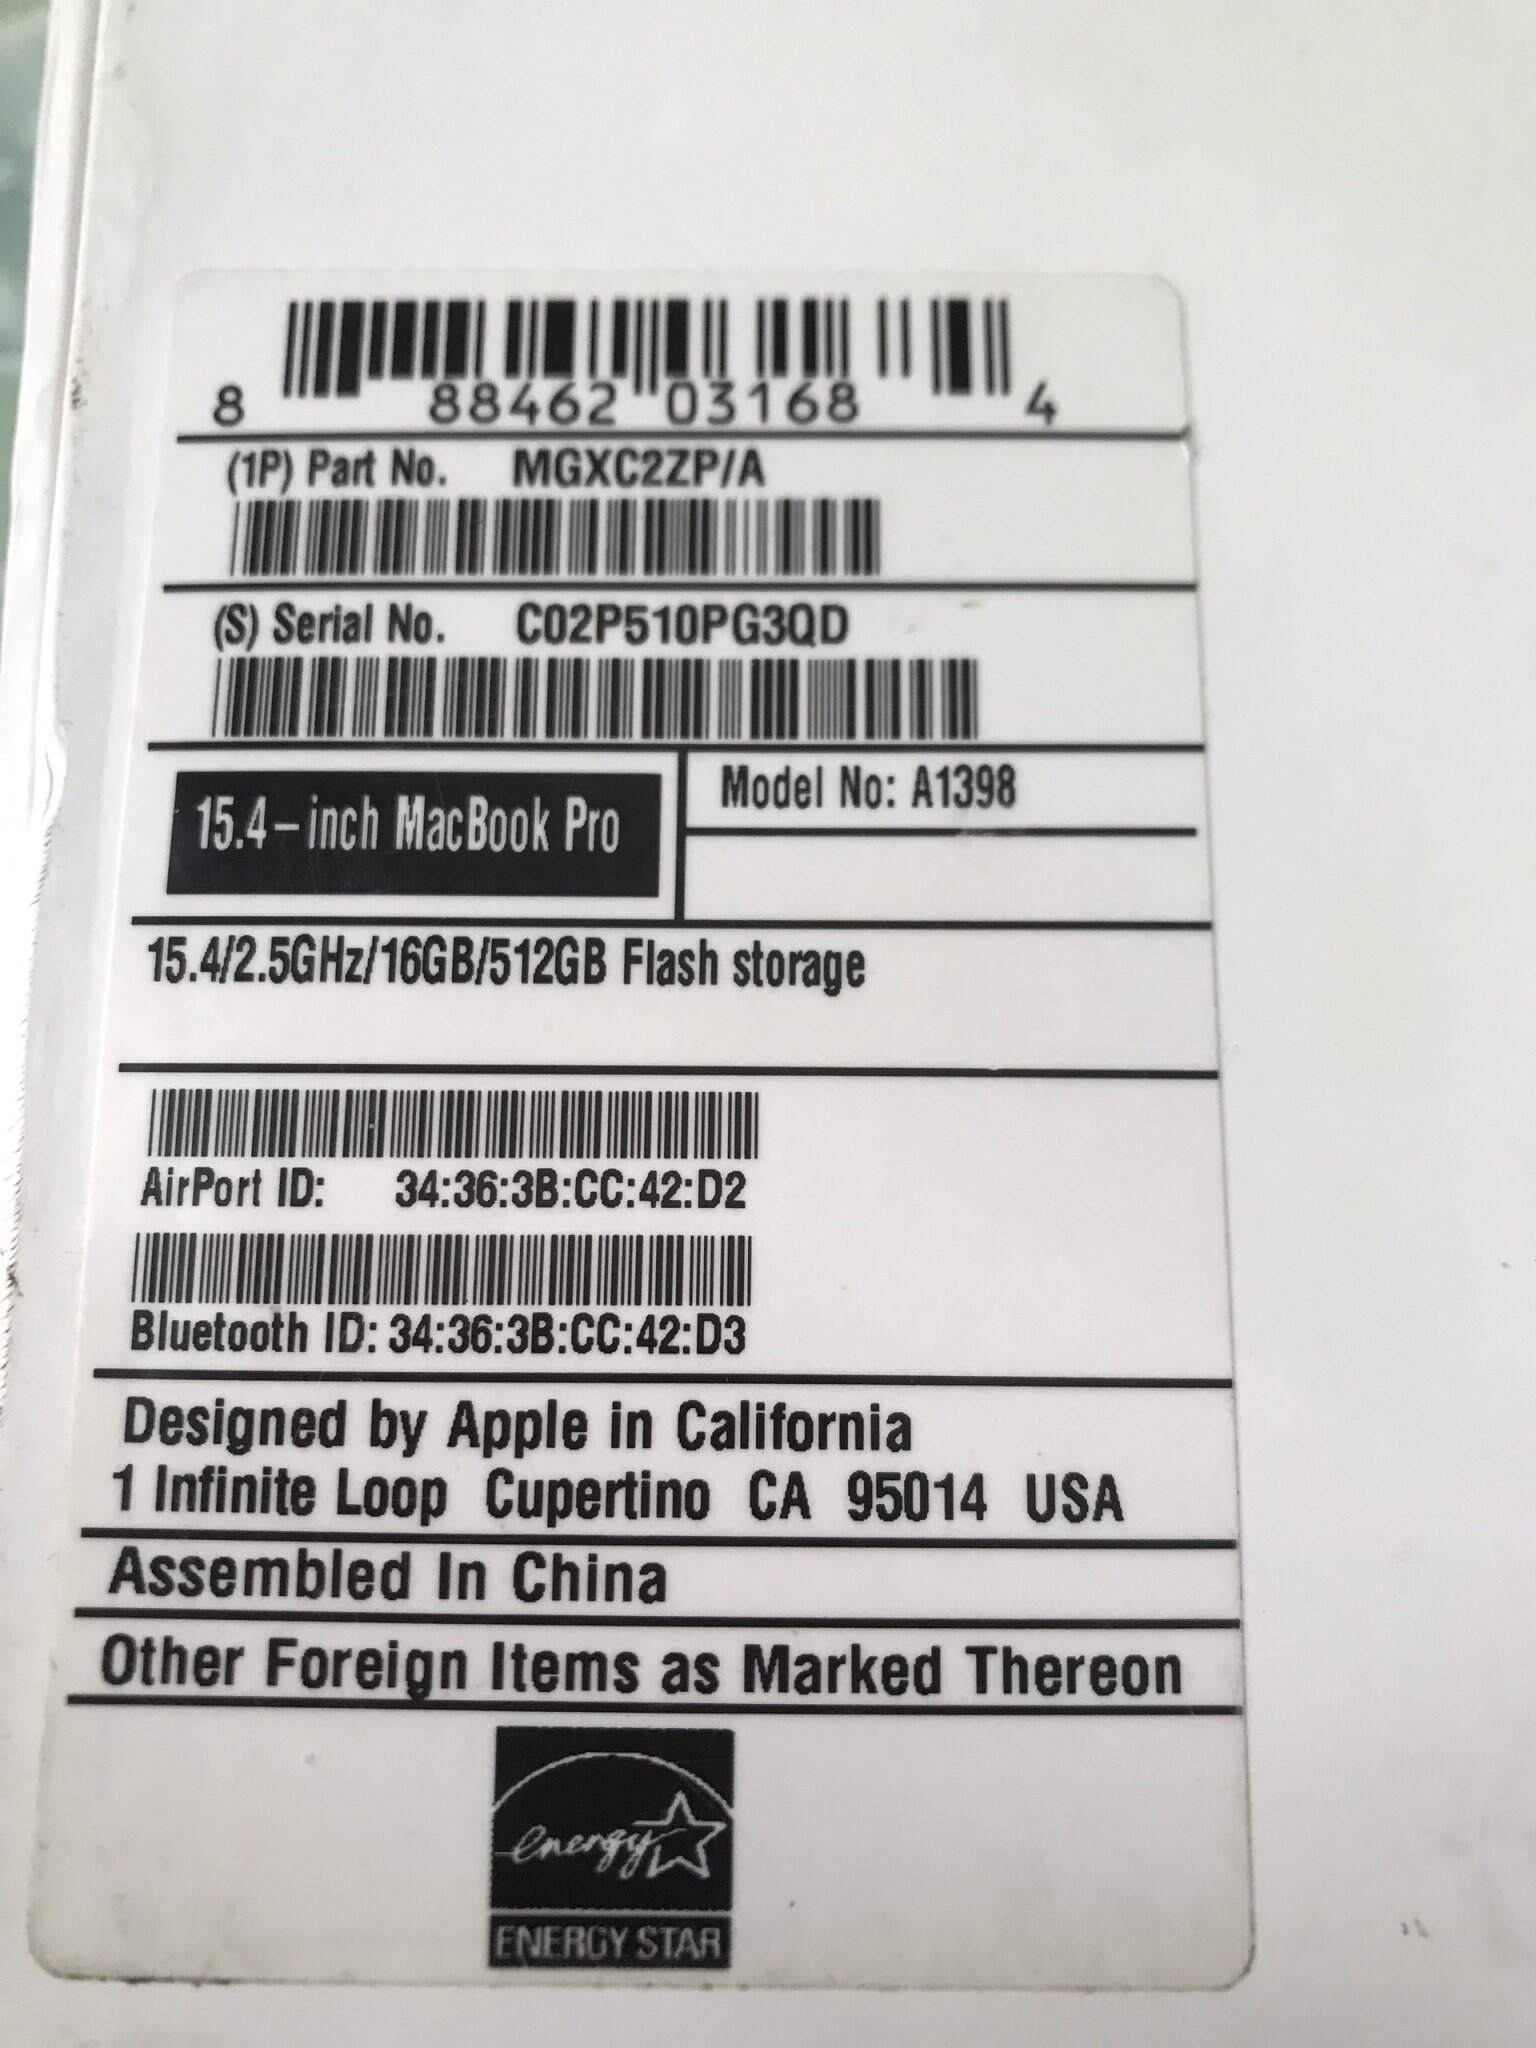 8 88462 03168 4
(1P) Part No. MGXC2ZP/A
(S) Serial No. C02P510PG3QD
15.4-inch MacBook Pro
Model No: A1398
15.4/2.5GHz/16GB/512GB Flash storage
AirPort ID: 34:36:3B:CC:42:D2
Bluetooth ID: 34:36:3B:CC:42:D3
Designed by Apple in California
1 Infinite Loop Cupertino CA 95014 USA
Assembled In China
Other Foreign Items as Marked Thereon
energy
ENERGY STAR